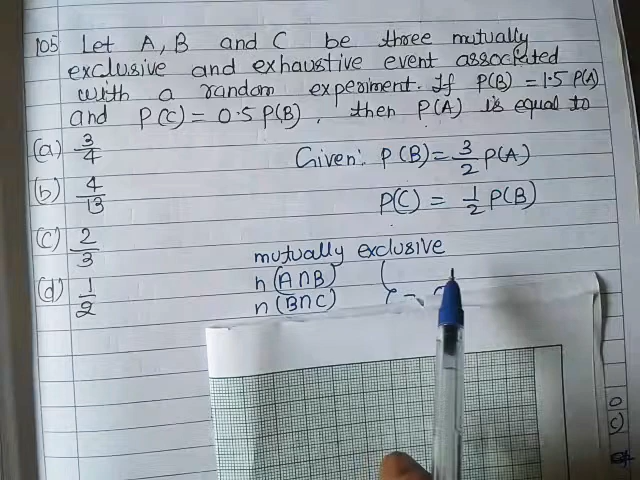 105 Let A, B and C be three mutually
exclusive and exhaustive event associated
with a random experiment. If P(B) = 1.5 P(A)
and P(C) = 0.5 P(B), then P(A) is equal to
(a) 3/4
(b) 4/13
(c) 2/3
(d) 1/2
Given: P(B) = 3/2 P(A)
P(C) = 1/2 P(B)
mutually exclusive
n(A∩B)
n(B∩C)